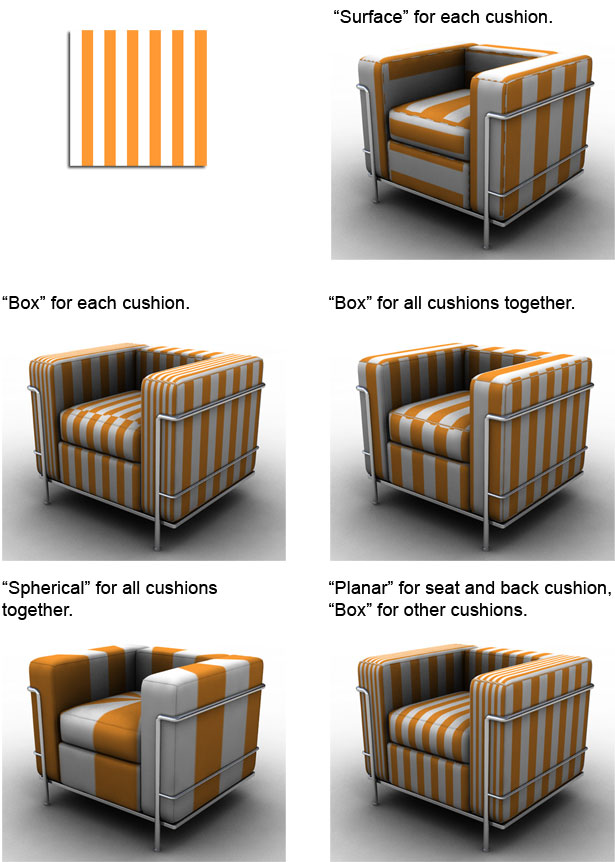 “Surface” for each cushion.
“Box” for each cushion.
“Box” for all cushions together.
“Spherical” for all cushions
together.
“Planar” for seat and back cushion,
“Box” for other cushions.